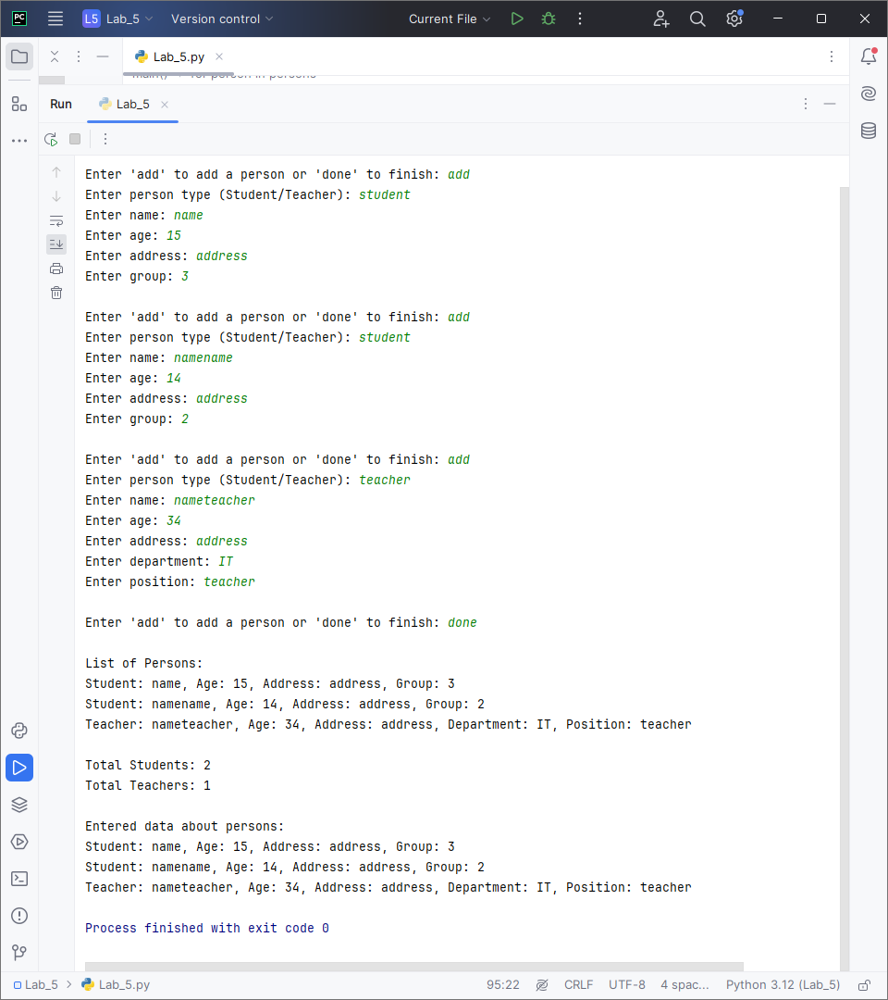 PC L5 Lab_5 Version control Current File
Lab_5.py
Run Lab_5
Enter 'add' to add a person or 'done' to finish: add
Enter person type (Student/Teacher): student
Enter name: name
Enter age: 15
Enter address: address
Enter group: 3
Enter 'add' to add a person or 'done' to finish: add
Enter person type (Student/Teacher): student
Enter name: namename
Enter age: 14
Enter address: address
Enter group: 2
Enter 'add' to add a person or 'done' to finish: add
Enter person type (Student/Teacher): teacher
Enter name: nameteacher
Enter age: 34
Enter address: address
Enter department: IT
Enter position: teacher
Enter 'add' to add a person or 'done' to finish: done
List of Persons:
Student: name, Age: 15, Address: address, Group: 3
Student: namename, Age: 14, Address: address, Group: 2
Teacher: nameteacher, Age: 34, Address: address, Department: IT, Position: teacher
Total Students: 2
Total Teachers: 1
Entered data about persons:
Student: name, Age: 15, Address: address, Group: 3
Student: namename, Age: 14, Address: address, Group: 2
Teacher: nameteacher, Age: 34, Address: address, Department: IT, Position: teacher
Process finished with exit code 0
Lab_5 > Lab_5.py 95:22 CRLF UTF-8 4 spac... Python 3.12 (Lab_5)